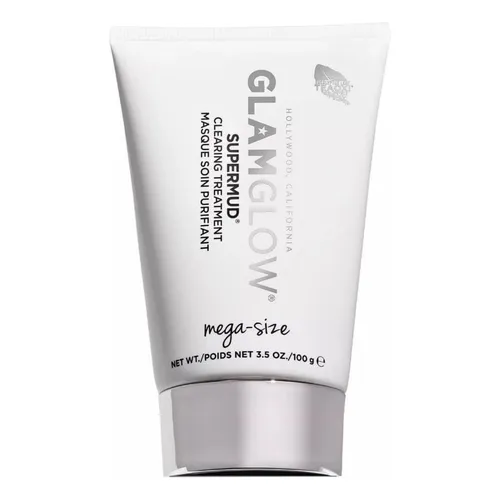 HOLLYWOOD, CALIFORNIA
GLAMGLOW®
SUPERMUD®
CLEARING TREATMENT
MASQUE SOIN PURIFIANT
mega-size
NET WT./POIDS NET 3.5 OZ./100 g ℮